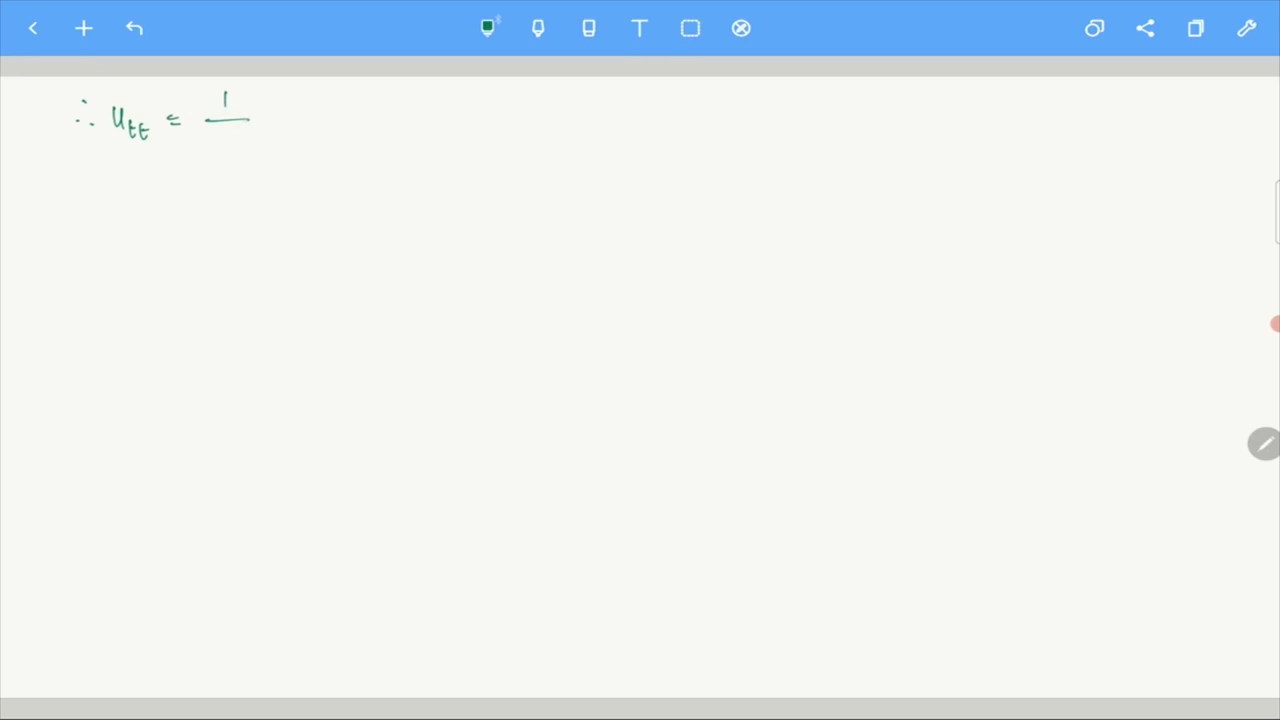 ∴ u_tt = 1/